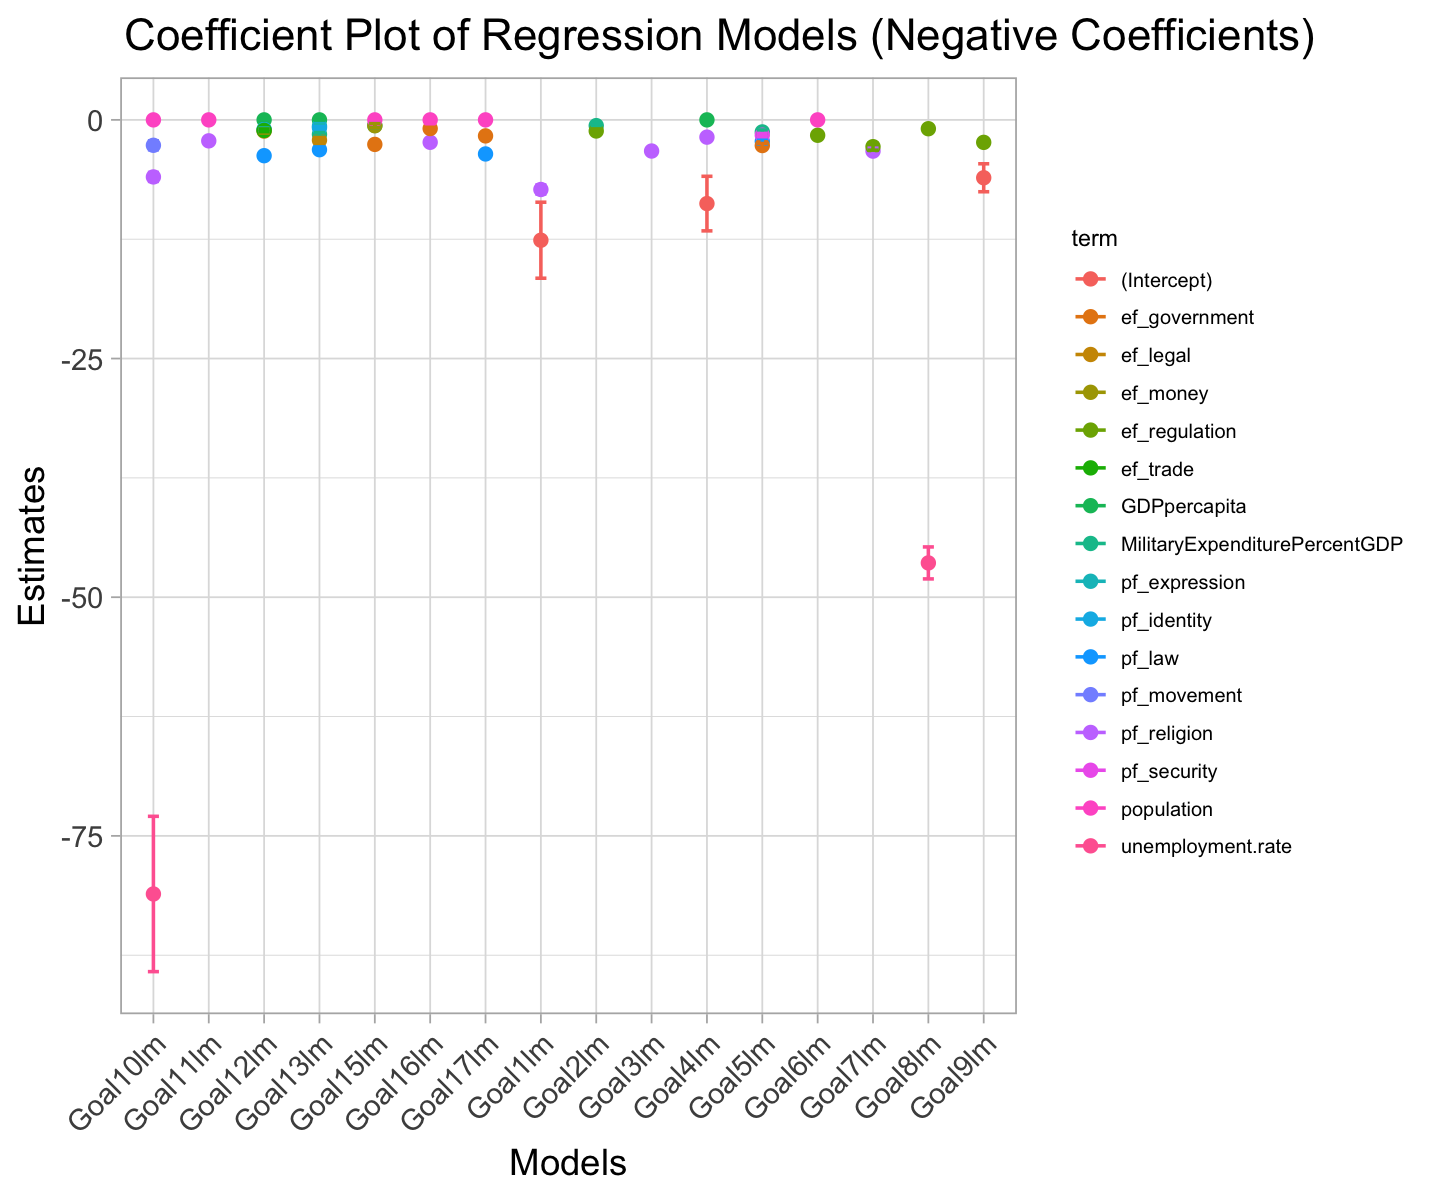 Coefficient Plot of Regression Models (Negative Coefficients)
0
-25
-50
-75
Estimates
Goal10lm
Goal11lm
Goal12lm
Goal13lm
Goal15lm
Goal16lm
Goal17lm
Goal1lm
Goal2lm
Goal3lm
Goal4lm
Goal5lm
Goal6lm
Goal7lm
Goal8lm
Goal9lm
Models
term
(Intercept)
ef_government
ef_legal
ef_money
ef_regulation
ef_trade
GDPpercapita
MilitaryExpenditurePercentGDP
pf_expression
pf_identity
pf_law
pf_movement
pf_religion
pf_security
population
unemployment.rate